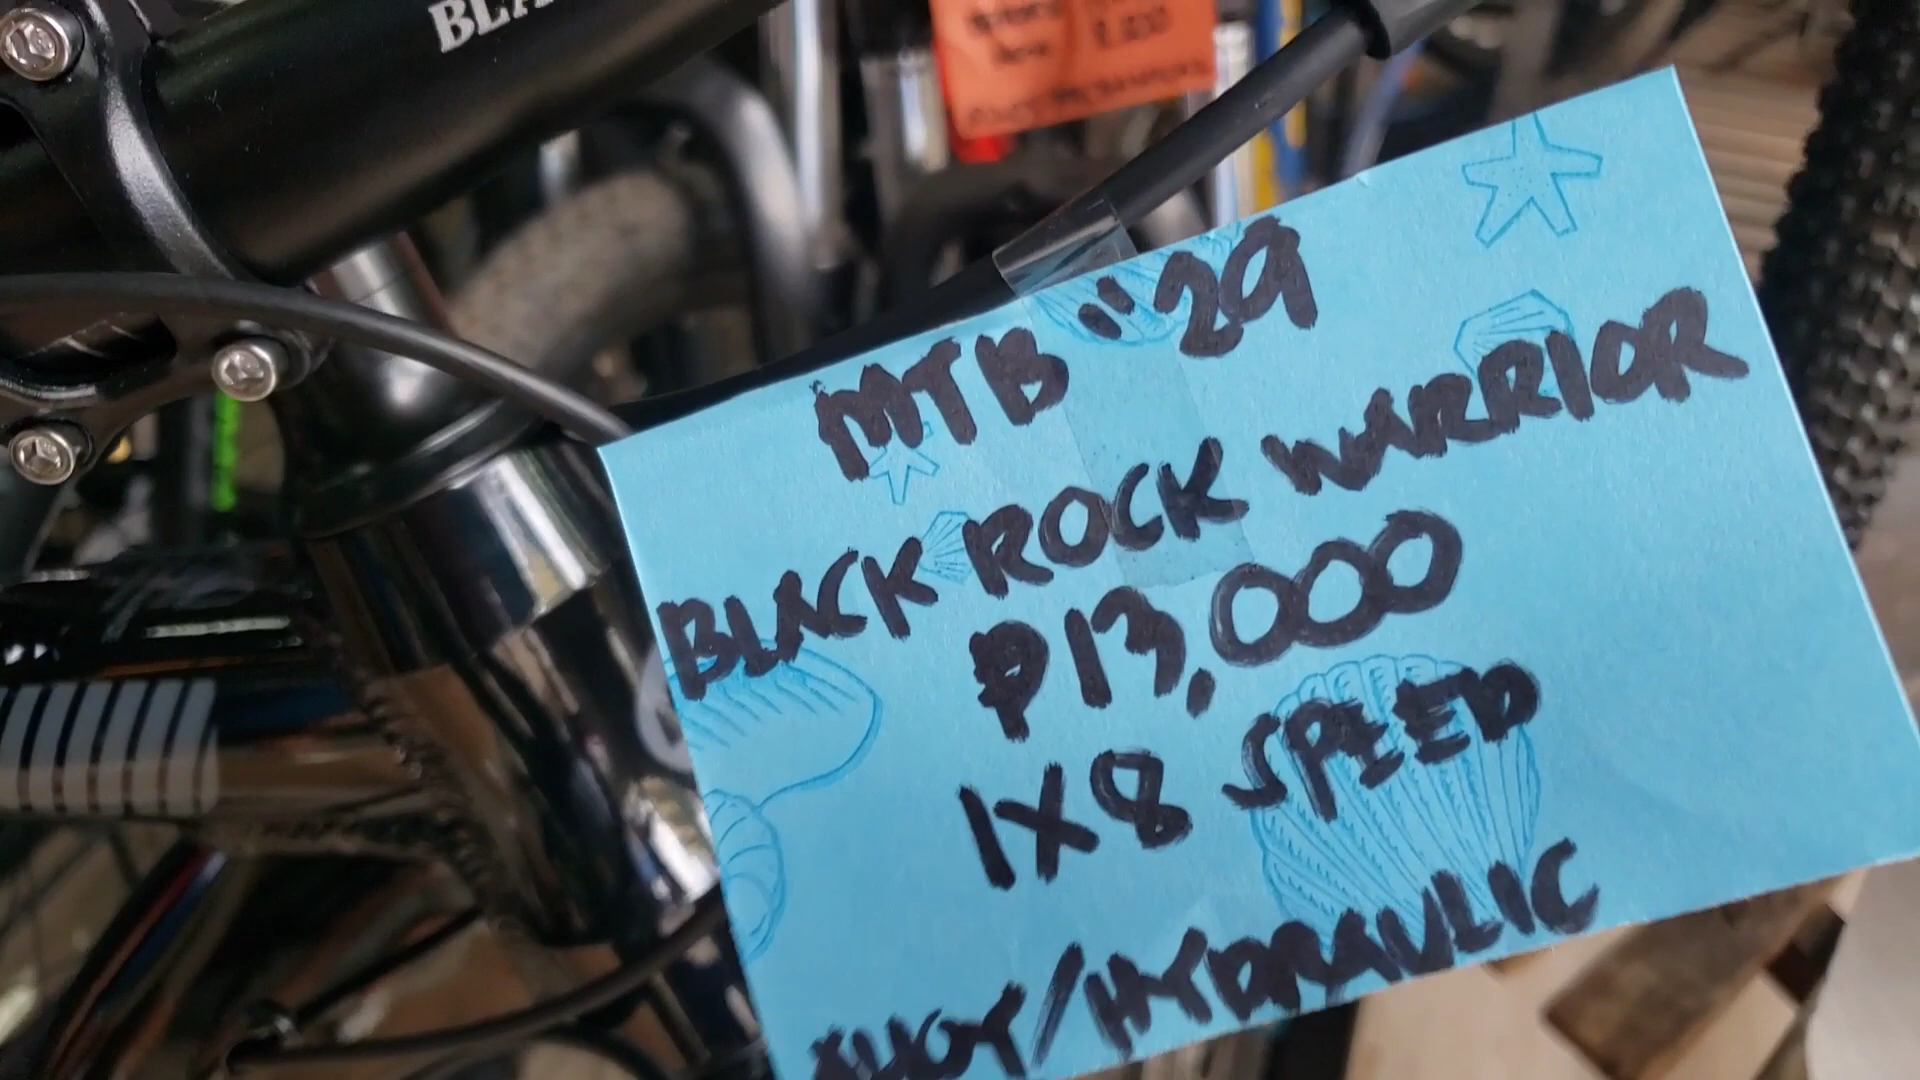 MTB "29
BLACK ROCK WARRIOR
₱13,000
1X8 SPEED
ALLOY/HYDRAULIC